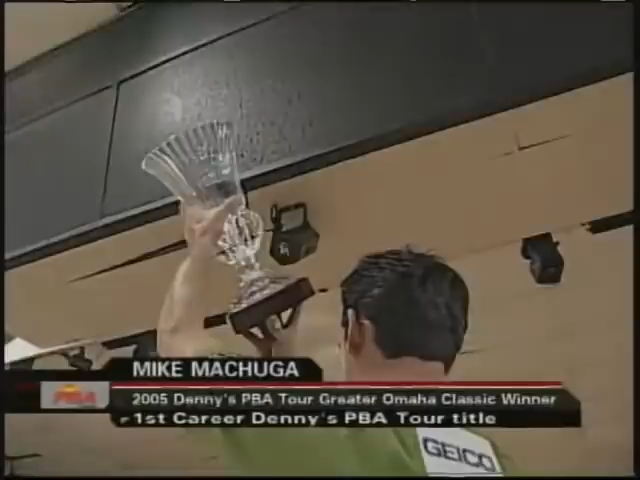 MIKE MACHUGA
PBA
2005 Denny's PBA Tour Greater Omaha Classic Winner
1st Career Denny's PBA Tour title
GEICO